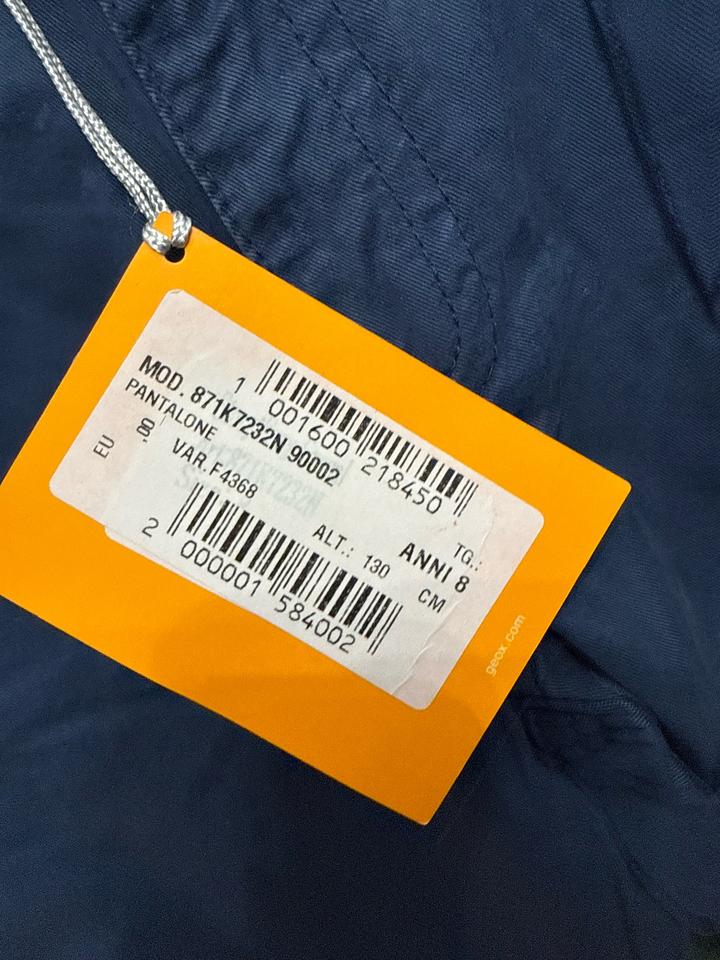 1 001600 218450
MOD. 871K7232N 90002
PANTALONE
EU .00 VAR.F4368
TG.:
ANNI 8
ALT.: 130 CM
2 000001 584002
geox.com